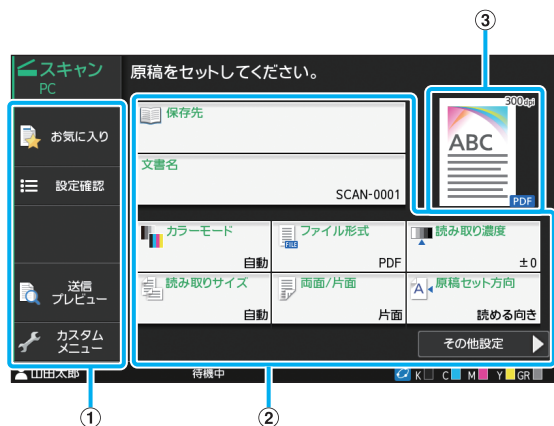 ③
スキャン
PC
原稿をセットしてください。
お気に入り
設定確認
送信
プレビュー
カスタム
メニュー
保存先
文書名
SCAN-0001
300dpi
ABC
PDF
カラーモード
自動
ファイル形式
FILE
PDF
読み取り濃度
±0
読み取りサイズ
自動
両面/片面
片面
A
原稿セット方向
読める向き
その他設定
山田太郎
待機中
K C M Y GR
① ②